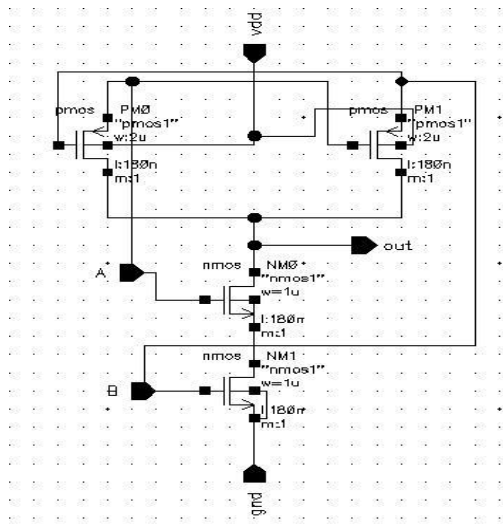 vdd
pmos PM0
"pmos1"
w:2u
l:180n
m:1
pmos PM1
"pmos1"
w:2u
l:180n
m:1
out
A
nmos NM0
"nmos1"
w=1u
l:180n
m:1
B
nmos NM1
"nmos1"
w=1u
l:180n
m:1
gnd